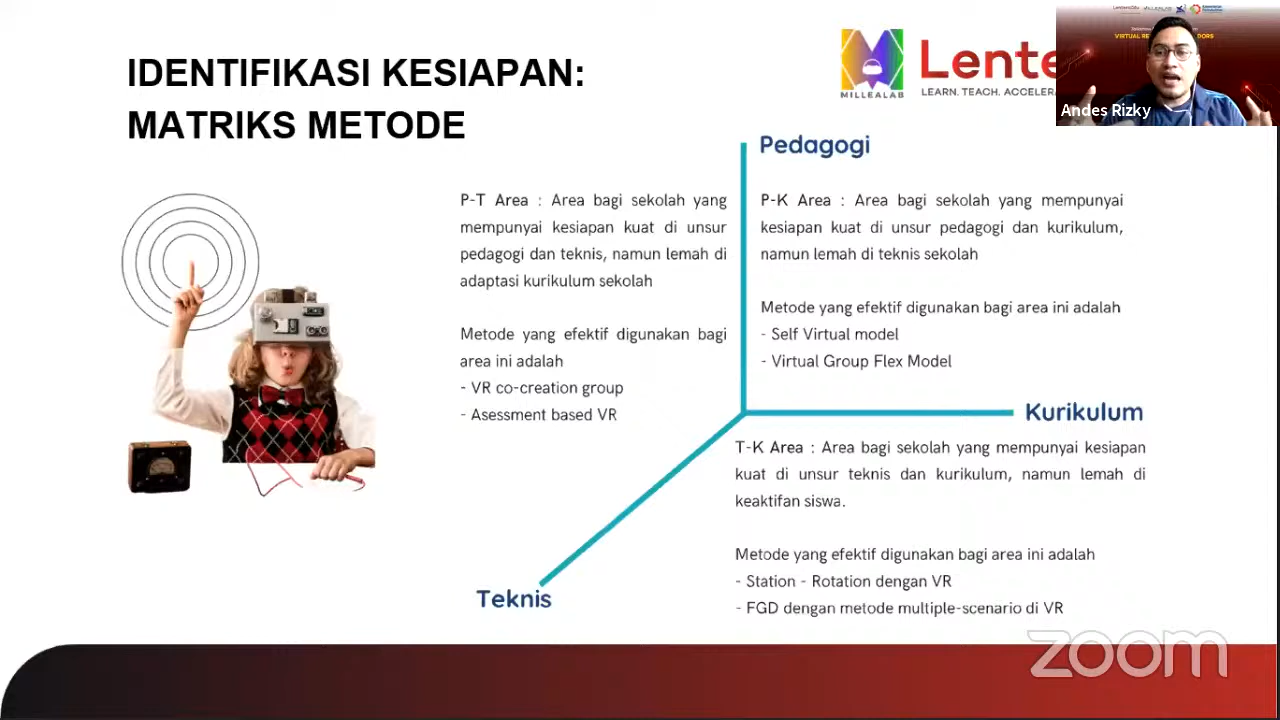 IDENTIFIKASI KESIAPAN:
MATRIKS METODE
MILLEALAB
Lente
LEARN. TEACH. ACCELERA
VIRTUAL RE
DORS
Andes Rizky
Pedagogi
P-T Area : Area bagi sekolah yang
mempunyai kesiapan kuat di unsur
pedagogi dan teknis, namun lemah di
adaptasi kurikulum sekolah
Metode yang efektif digunakan bagi
area ini adalah
- VR co-creation group
- Asessment based VR
P-K Area : Area bagi sekolah yang mempunyai
kesiapan kuat di unsur pedagogi dan kurikulum,
namun lemah di teknis sekolah
Metode yang efektif digunakan bagi area ini adalah
- Self Virtual model
- Virtual Group Flex Model
Kurikulum
T-K Area : Area bagi sekolah yang mempunyai kesiapan
kuat di unsur teknis dan kurikulum, namun lemah di
keaktifan siswa.
Metode yang efektif digunakan bagi area ini adalah
- Station - Rotation dengan VR
- FGD dengan metode multiple-scenario di VR
Teknis
zoom